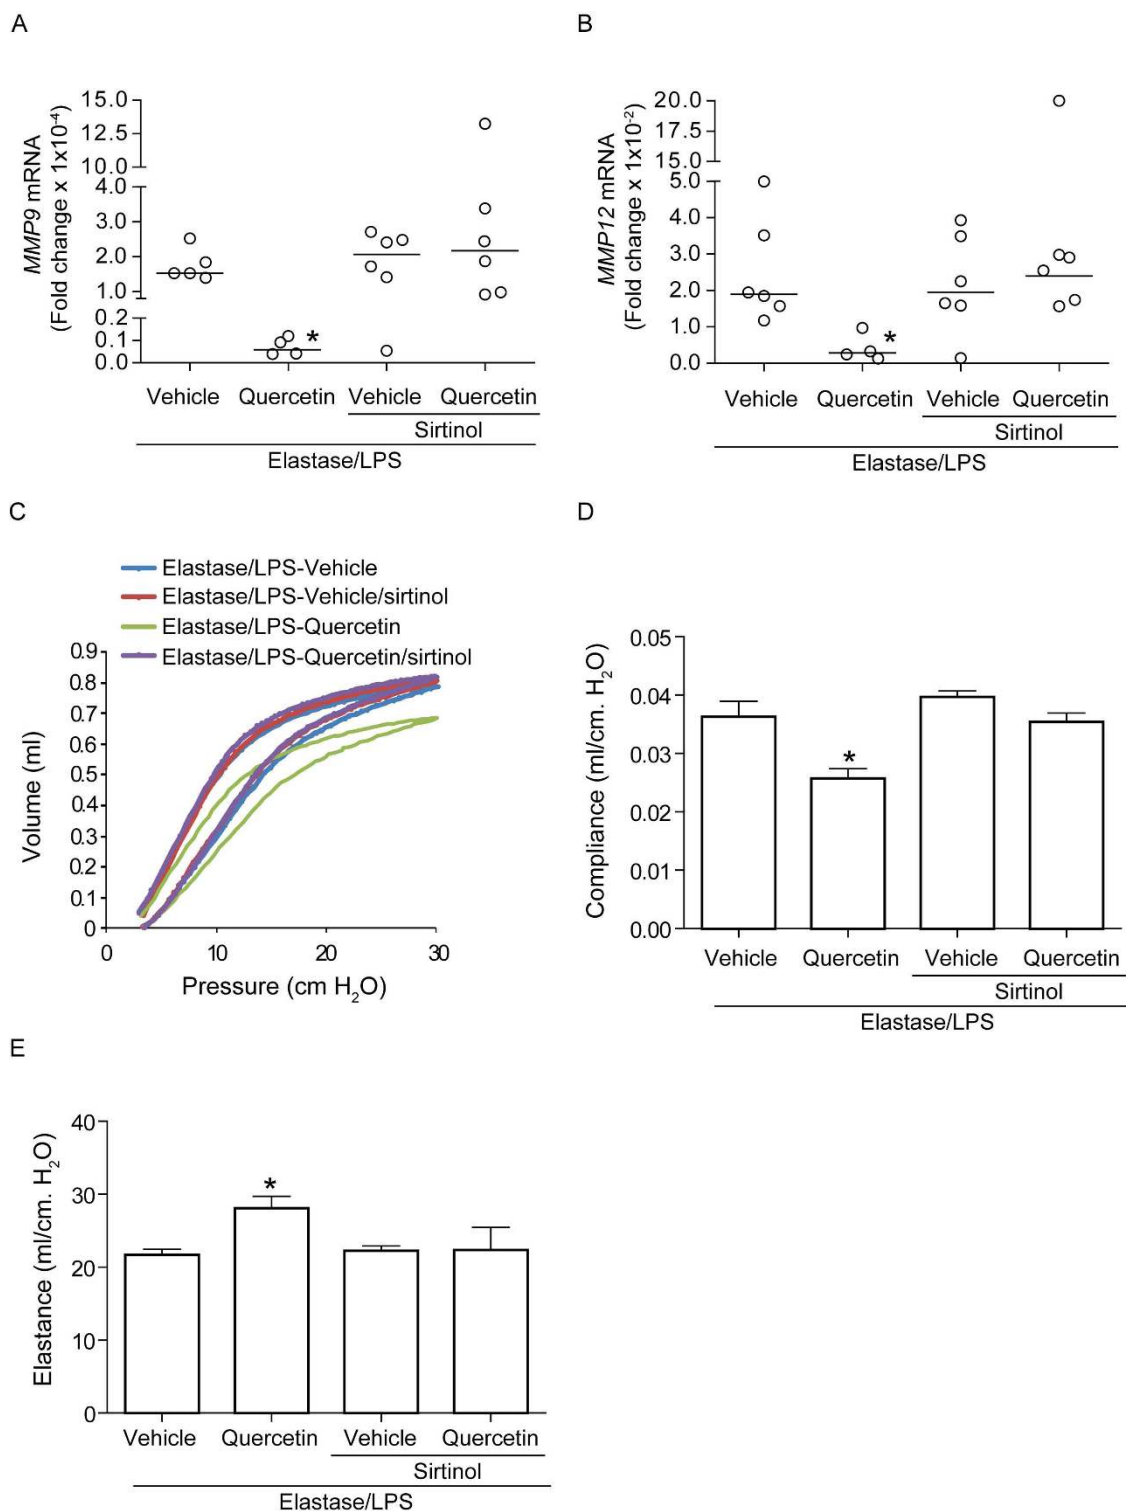 A
MMP9 mRNA
(Fold change x 1x10⁻⁴)
15.0
12.5
10.0
4.0
3.0
2.0
1.0
0.2
0.1
0.0
*
Vehicle Quercetin Vehicle Quercetin
Sirtinol
Elastase/LPS
B
MMP12 mRNA
(Fold change x 1x10⁻²)
20.0
17.5
15.0
5.0
4.0
3.0
2.0
1.0
0.0
*
Vehicle Quercetin Vehicle Quercetin
Sirtinol
Elastase/LPS
C
Elastase/LPS-Vehicle
Elastase/LPS-Vehicle/sirtinol
Elastase/LPS-Quercetin
Elastase/LPS-Quercetin/sirtinol
Volume (ml)
0.9
0.8
0.7
0.6
0.5
0.4
0.3
0.2
0.1
0
0 10 20 30
Pressure (cm H₂O)
D
Compliance (ml/cm. H₂O)
0.05
0.04
0.03
0.02
0.01
0.00
*
Vehicle Quercetin Vehicle Quercetin
Sirtinol
Elastase/LPS
E
Elastance (ml/cm. H₂O)
40
30
20
10
0
*
Vehicle Quercetin Vehicle Quercetin
Sirtinol
Elastase/LPS